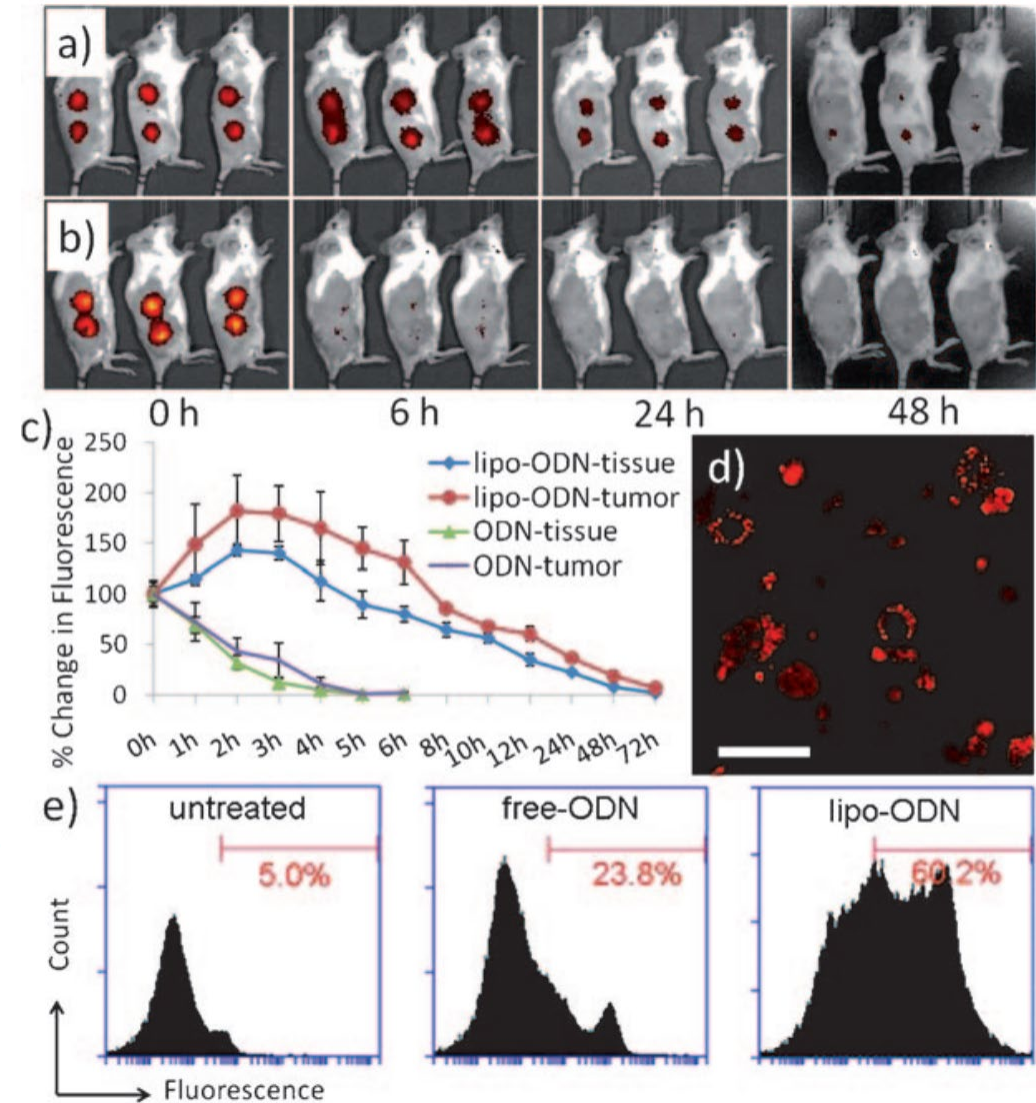 a)
b)
0 h 6 h 24 h 48 h
c)
% Change in Fluorescence
250
200
150
100
50
0
0h 1h 2h 3h 4h 5h 6h 8h 10h 12h 24h 48h 72h
lipo-ODN-tissue
lipo-ODN-tumor
ODN-tissue
ODN-tumor
d)
e)
untreated
5.0%
free-ODN
23.8%
lipo-ODN
60.2%
Count
Fluorescence